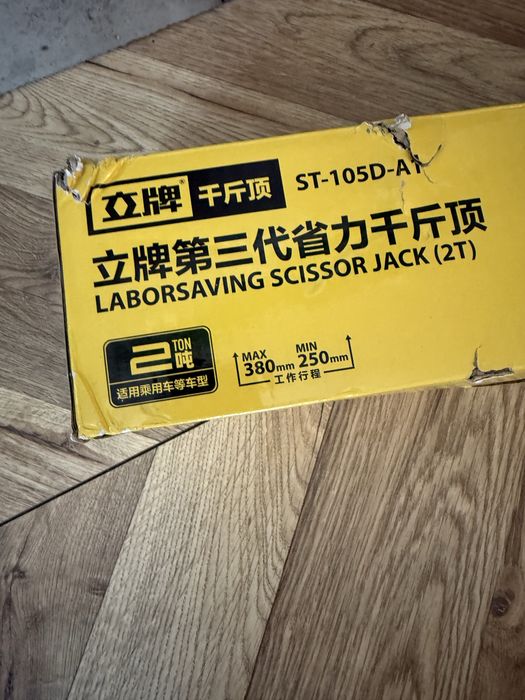 立牌® 千斤顶 ST-105D-A1
立牌第三代省力千斤顶
LABORSAVING SCISSOR JACK (2T)
2 TON 吨
适用乘用车等车型
MAX 380mm MIN 250mm
工作行程